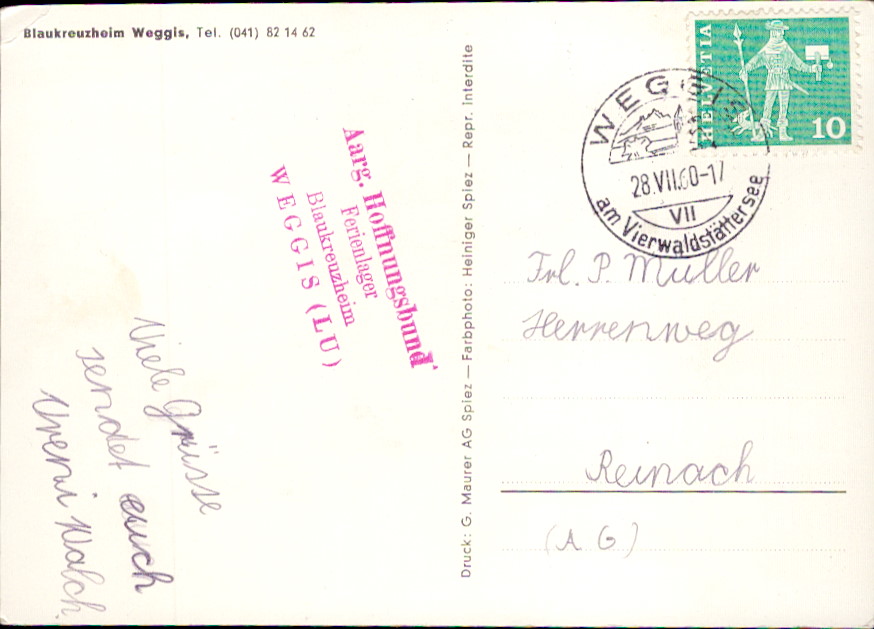 Blaukreuzheim Weggis, Tel. (041) 82 14 62
Aarg. Hoffnungsbund
Ferienlager
Blaukreuzheim
WEGGIS (LU)
Viele Grüsse
sendet euch
Vreni Walch.
Druck: G. Maurer AG Spiez — Farbphoto: Heiniger Spiez — Repr. interdite
HELVETIA
10
WEGGIS
28.VII.60-17
VII
am Vierwaldstättersee
Frl. P. Müller
Herrenweg
Reinach
(AG)